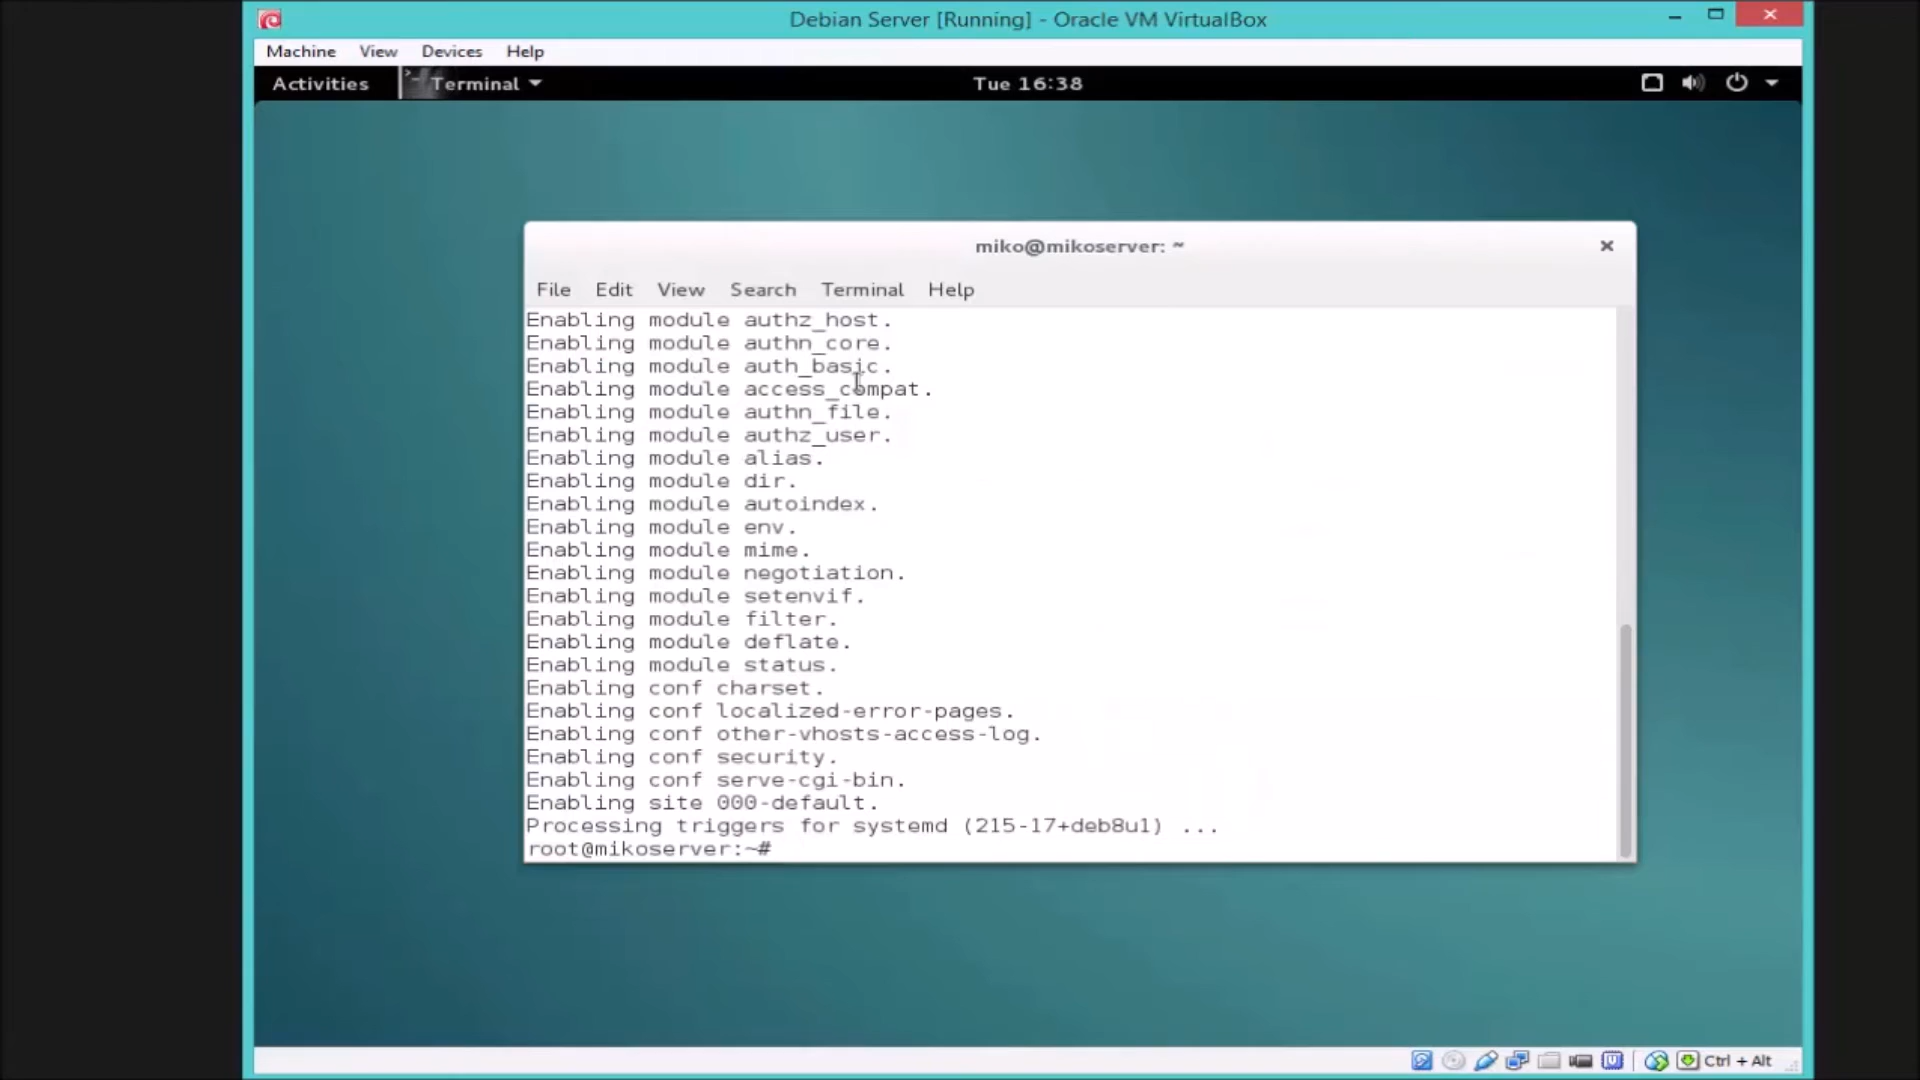 Debian Server [Running] - Oracle VM VirtualBox
Machine View Devices Help
Activities Terminal Tue 16:38
miko@mikoserver: ~
File Edit View Search Terminal Help
Enabling module authz_host.
Enabling module authn_core.
Enabling module auth_basic.
Enabling module access_compat.
Enabling module authn_file.
Enabling module authz_user.
Enabling module alias.
Enabling module dir.
Enabling module autoindex.
Enabling module env.
Enabling module mime.
Enabling module negotiation.
Enabling module setenvif.
Enabling module filter.
Enabling module deflate.
Enabling module status.
Enabling conf charset.
Enabling conf localized-error-pages.
Enabling conf other-vhosts-access-log.
Enabling conf security.
Enabling conf serve-cgi-bin.
Enabling site 000-default.
Processing triggers for systemd (215-17+deb8u1) ...
root@mikoserver:~#
Ctrl + Alt